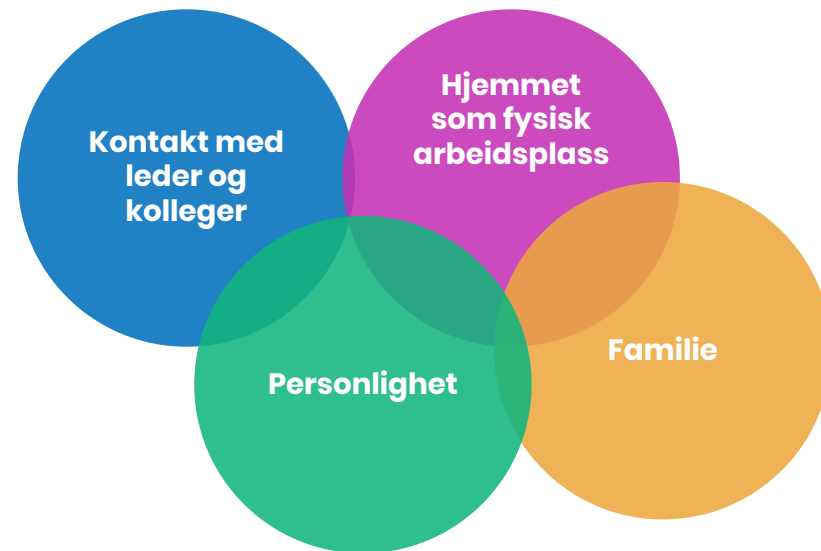 Kontakt med
leder og
kolleger
Hjemmet
som fysisk
arbeidsplass
Personlighet
Familie